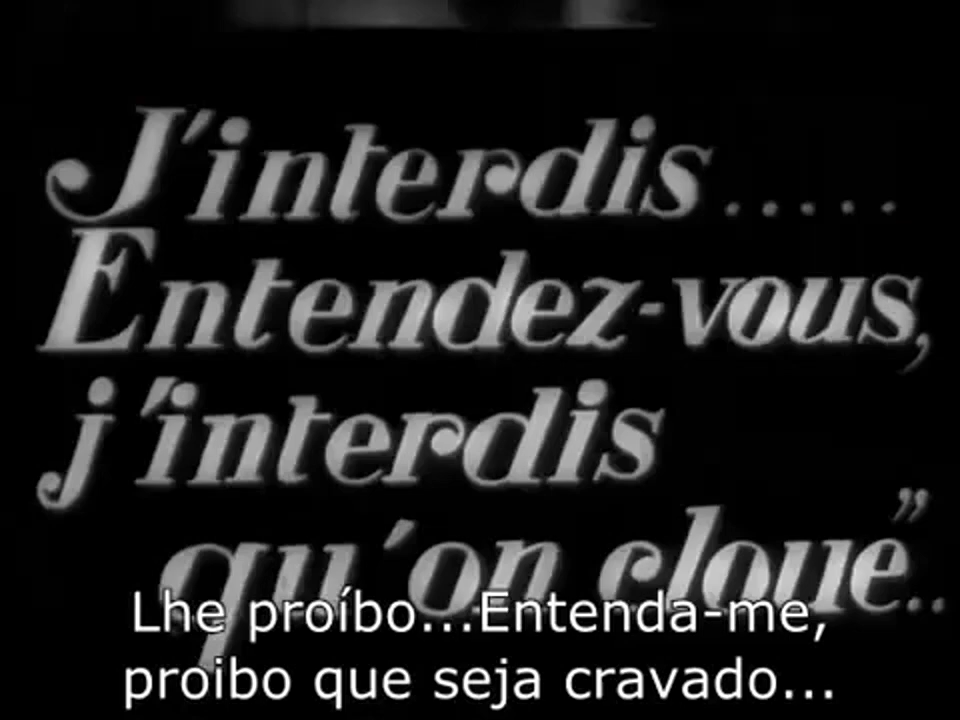 J'interdis.....
Entendez-vous,
j'interdis
qu'on cloue"..
Lhe proíbo...Entenda-me,
proibo que seja cravado...